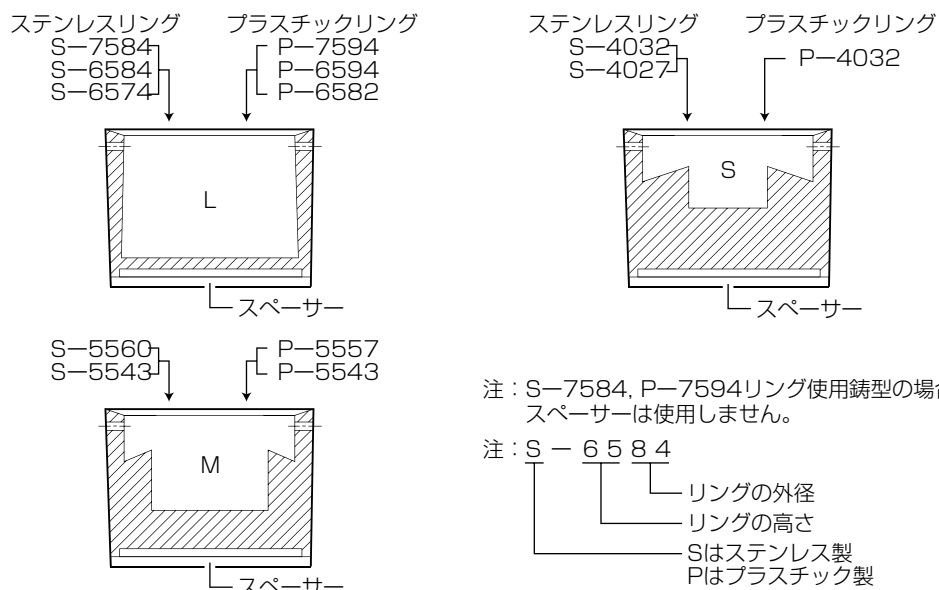 ステンレスリング プラスチックリング
S-7584 P-7594
S-6584 P-6594
S-6574 P-6582
L
スペーサー
ステンレスリング プラスチックリング
S-4032 P-4032
S-4027
S
スペーサー
S-5560 P-5557
S-5543 P-5543
M
スペーサー
注：S-7584, P-7594リング使用鋳型の場合
スペーサーは使用しません。
注：S - 6 5 8 4
リングの外径
リングの高さ
Sはステンレス製
Pはプラスチック製